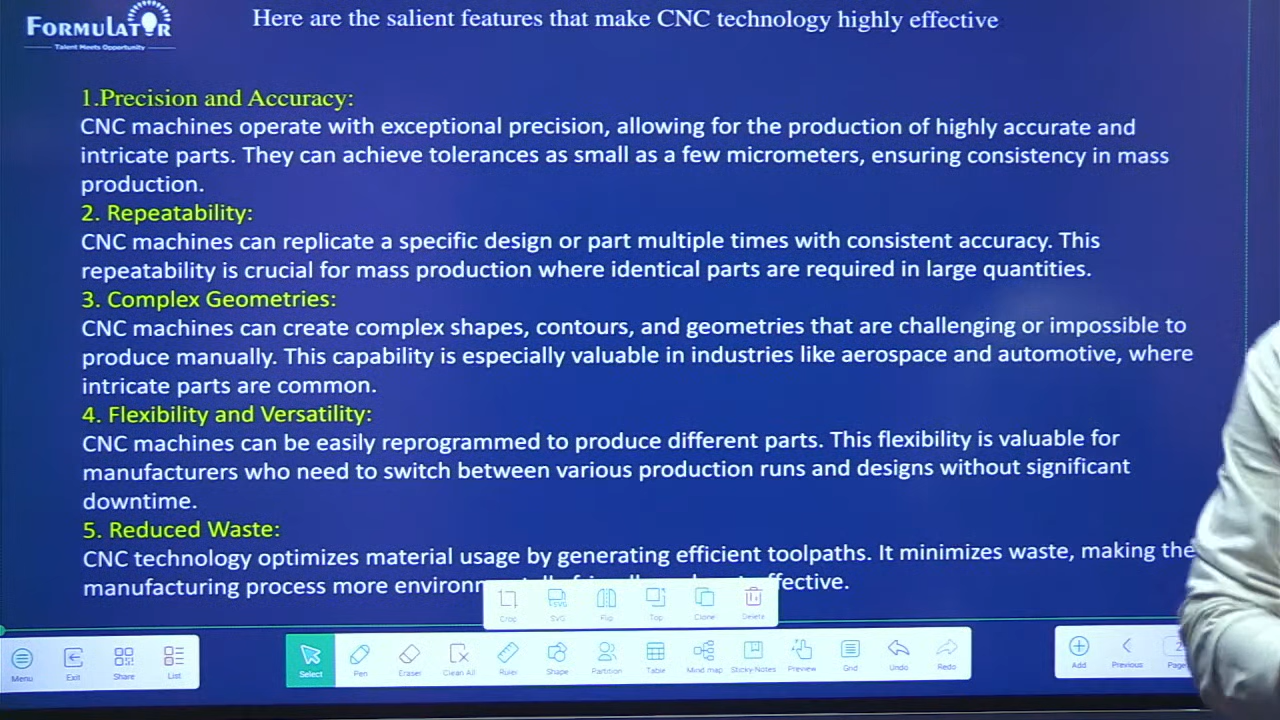 FORMULATOR
Talent Meets Opportunity
Here are the salient features that make CNC technology highly effective
1.Precision and Accuracy:
CNC machines operate with exceptional precision, allowing for the production of highly accurate and
intricate parts. They can achieve tolerances as small as a few micrometers, ensuring consistency in mass
production.
2. Repeatability:
CNC machines can replicate a specific design or part multiple times with consistent accuracy. This
repeatability is crucial for mass production where identical parts are required in large quantities.
3. Complex Geometries:
CNC machines can create complex shapes, contours, and geometries that are challenging or impossible to
produce manually. This capability is especially valuable in industries like aerospace and automotive, where
intricate parts are common.
4. Flexibility and Versatility:
CNC machines can be easily reprogrammed to produce different parts. This flexibility is valuable for
manufacturers who need to switch between various production runs and designs without significant
downtime.
5. Reduced Waste:
CNC technology optimizes material usage by generating efficient toolpaths. It minimizes waste, making the
manufacturing process more
Crop SVG Flip Top Clone Delete
Menu Exit Share List Select Pen Eraser Clean All Ruler Shape Partition Table Mind map Sticky-Notes Preview Grid Undo Redo Add Previous Page